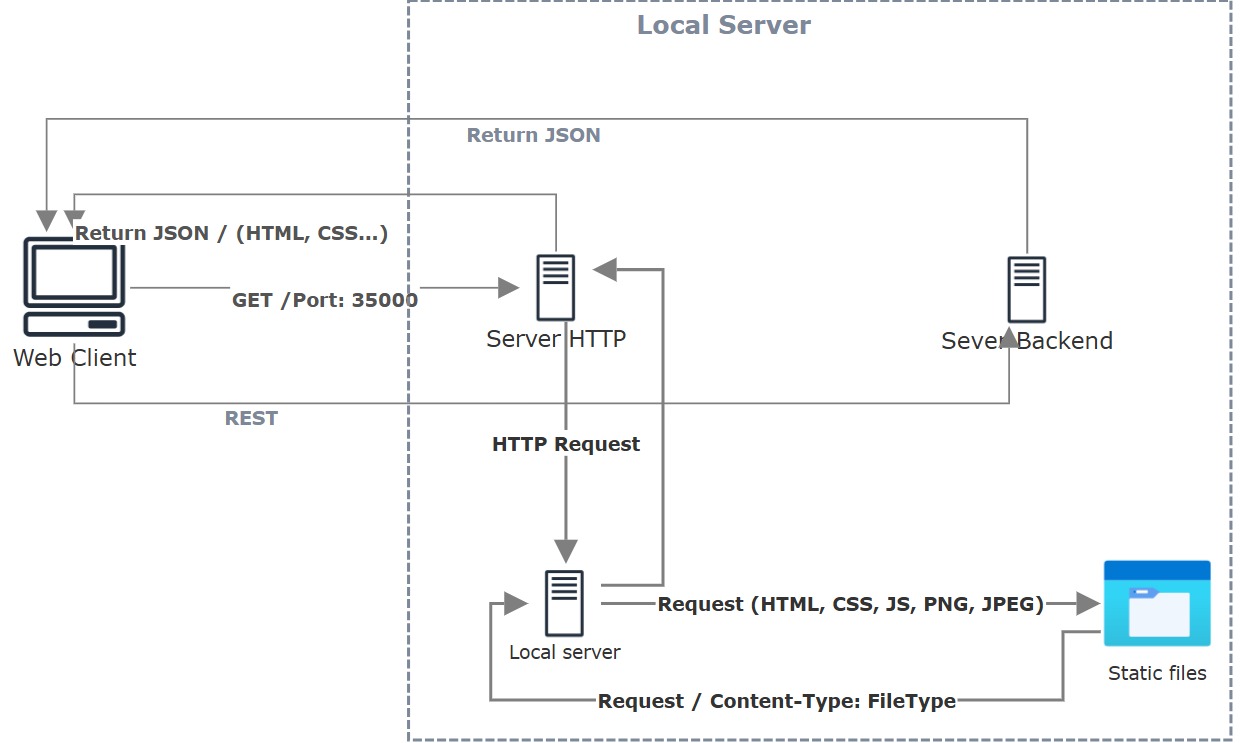 Local Server
Return JSON
Return JSON / (HTML, CSS...)
GET /Port: 35000
Server HTTP
Sever Backend
Web Client
REST
HTTP Request
Request (HTML, CSS, JS, PNG, JPEG)
Local server
Static files
Request / Content-Type: FileType